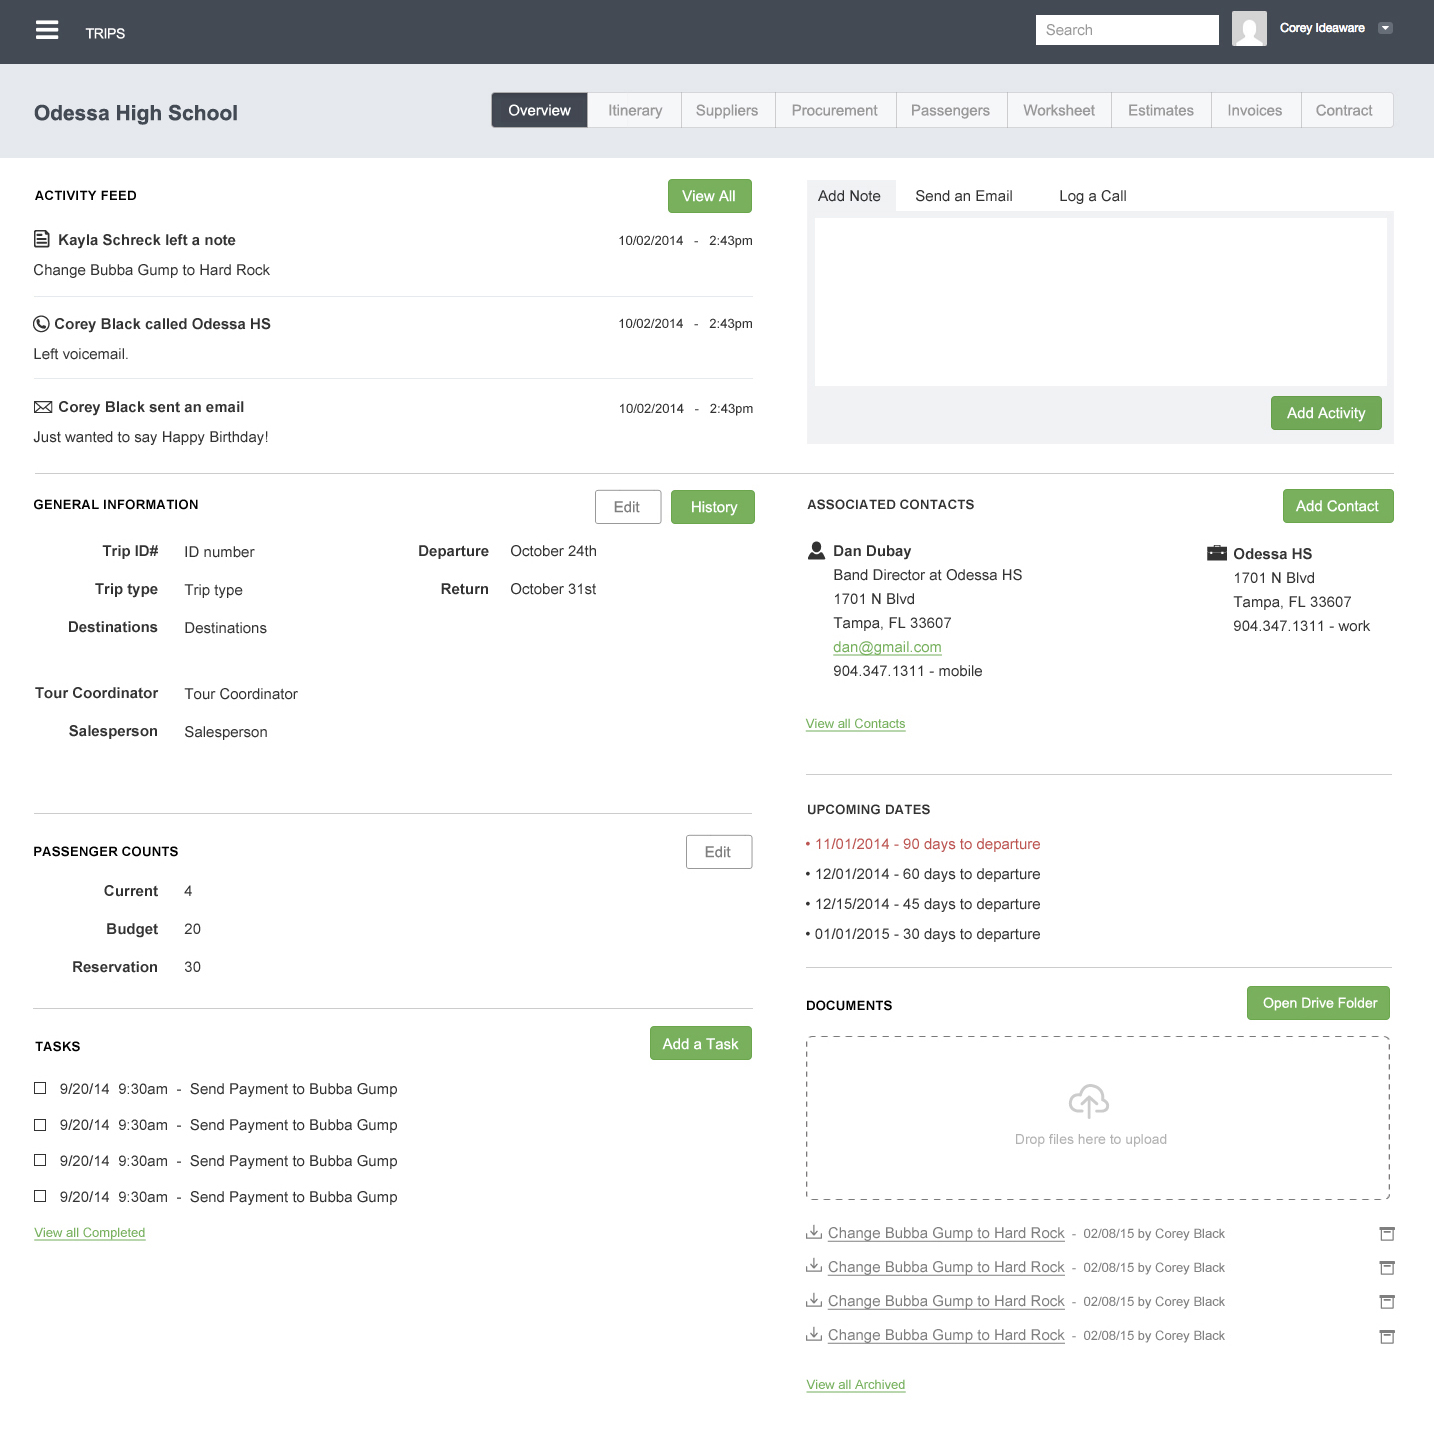 TRIPS
Search
Corey Ideaware
Odessa High School
Overview Itinerary Suppliers Procurement Passengers Worksheet Estimates Invoices Contract
ACTIVITY FEED
View All
Kayla Schreck left a note 10/02/2014 - 2:43pm
Change Bubba Gump to Hard Rock
Corey Black called Odessa HS 10/02/2014 - 2:43pm
Left voicemail.
Corey Black sent an email 10/02/2014 - 2:43pm
Just wanted to say Happy Birthday!
Add Note Send an Email Log a Call
Add Activity
GENERAL INFORMATION
Edit History
Trip ID# ID number Departure October 24th
Trip type Trip type Return October 31st
Destinations Destinations
Tour Coordinator Tour Coordinator
Salesperson Salesperson
PASSENGER COUNTS
Edit
Current 4
Budget 20
Reservation 30
TASKS
Add a Task
9/20/14 9:30am - Send Payment to Bubba Gump
9/20/14 9:30am - Send Payment to Bubba Gump
9/20/14 9:30am - Send Payment to Bubba Gump
9/20/14 9:30am - Send Payment to Bubba Gump
View all Completed
ASSOCIATED CONTACTS
Add Contact
Dan Dubay
Band Director at Odessa HS
1701 N Blvd
Tampa, FL 33607
dan@gmail.com
904.347.1311 - mobile
Odessa HS
1701 N Blvd
Tampa, FL 33607
904.347.1311 - work
View all Contacts
UPCOMING DATES
• 11/01/2014 - 90 days to departure
• 12/01/2014 - 60 days to departure
• 12/15/2014 - 45 days to departure
• 01/01/2015 - 30 days to departure
DOCUMENTS
Open Drive Folder
Drop files here to upload
Change Bubba Gump to Hard Rock - 02/08/15 by Corey Black
Change Bubba Gump to Hard Rock - 02/08/15 by Corey Black
Change Bubba Gump to Hard Rock - 02/08/15 by Corey Black
Change Bubba Gump to Hard Rock - 02/08/15 by Corey Black
View all Archived